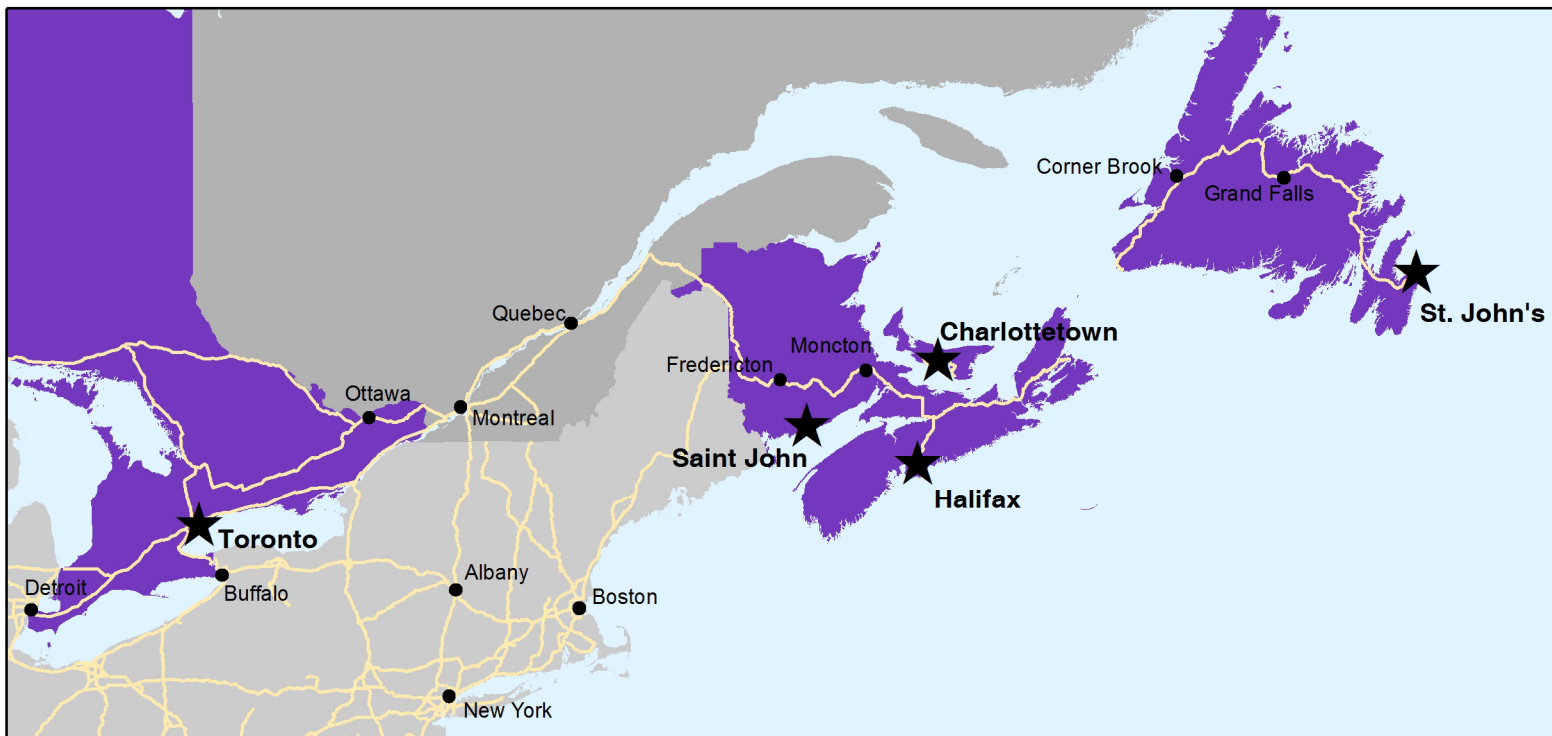 Corner Brook
Grand Falls
St. John's
Quebec
Charlottetown
Moncton
Fredericton
Ottawa
Montreal
Saint John
Halifax
Toronto
Albany
Detroit
Buffalo
Boston
New York